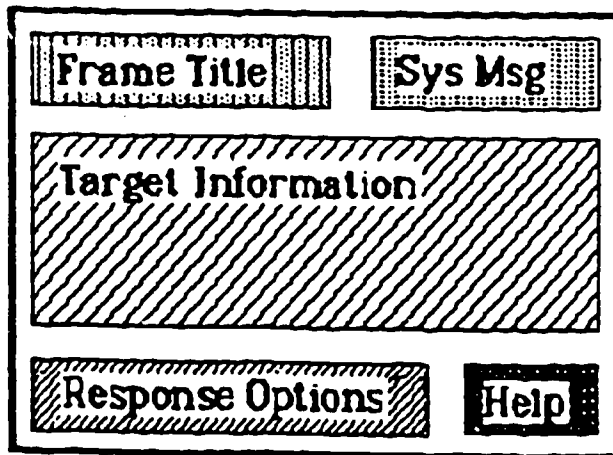 Frame Title
Sys Msg
Target Information
Response Options
Help